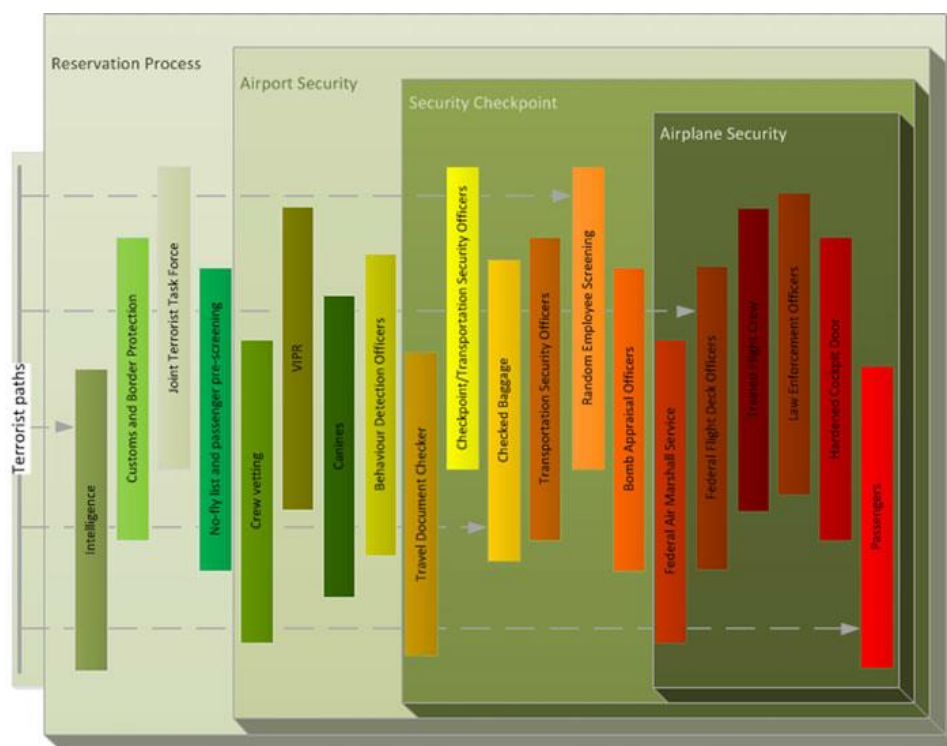 Reservation Process
Airport Security
Security Checkpoint
Airplane Security
Terrorist paths
Intelligence
Customs and Border Protection
Joint Terrorist Task Force
No-fly list and passenger pre-screening
Crew vetting
VIPR
Canines
Behaviour Detection Officers
Travel Document Checker
Checkpoint/Transportation Security Officers
Checked Baggage
Transportation Security Officers
Random Employee Screening
Bomb Appraisal Officers
Federal Air Marshall Service
Federal Flight Deck Officers
Trained Flight Crew
Law Enforcement Officers
Hardened Cockpit Door
Passengers